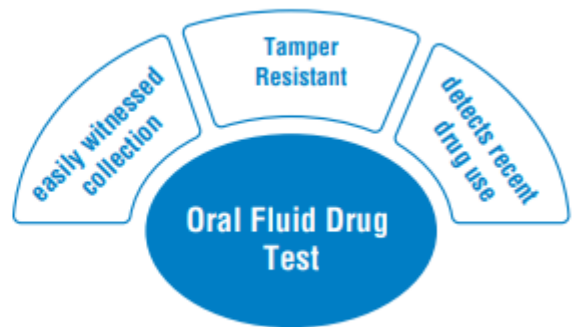 easily witnessed
collection
Tamper
Resistant
detects recent
drug use
Oral Fluid Drug
Test